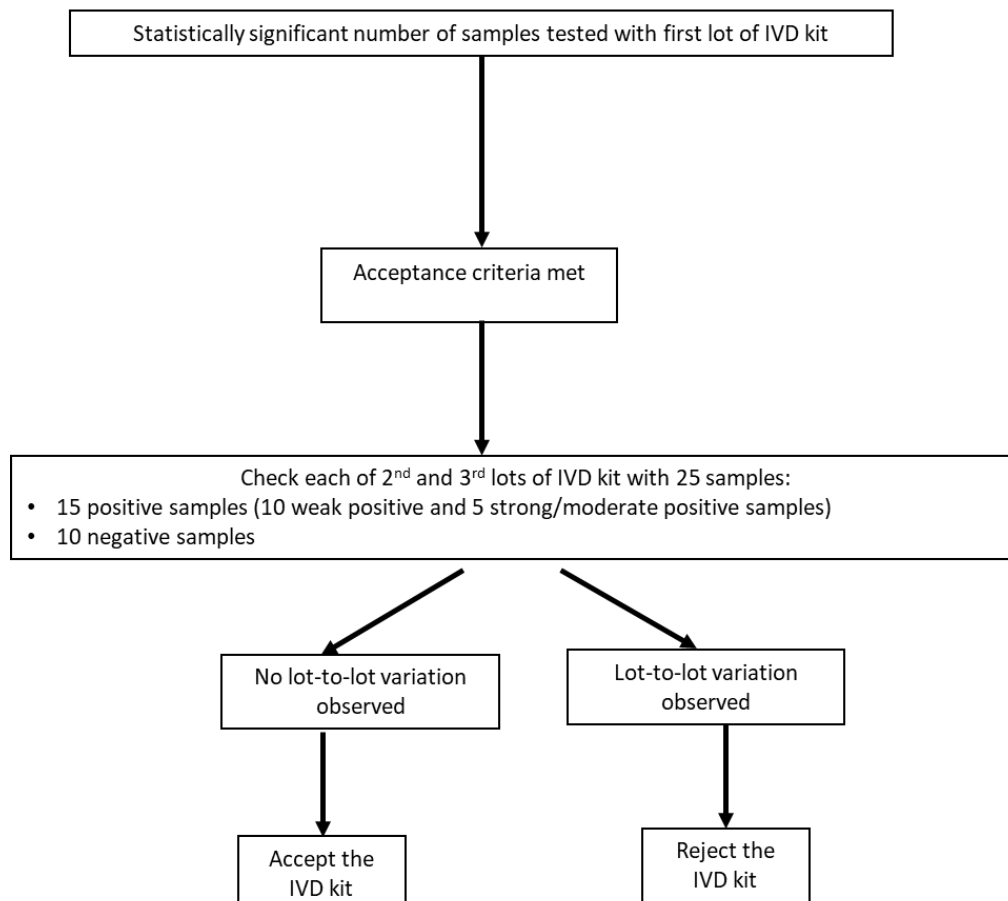 Statistically significant number of samples tested with first lot of IVD kit
Acceptance criteria met
Check each of 2nd and 3rd lots of IVD kit with 25 samples:
• 15 positive samples (10 weak positive and 5 strong/moderate positive samples)
• 10 negative samples
No lot-to-lot variation
observed
Lot-to-lot variation
observed
Accept the
IVD kit
Reject the
IVD kit